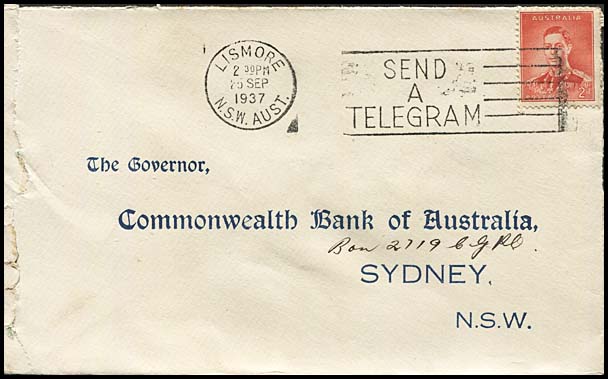 LISMORE
2 30PM
25 SEP
1937
N.S.W. AUST.
SEND
A
TELEGRAM
AUSTRALIA
2D
The Governor,
Commonwealth Bank of Australia,
Box 2719 C G.P.O.
SYDNEY,
N.S.W.